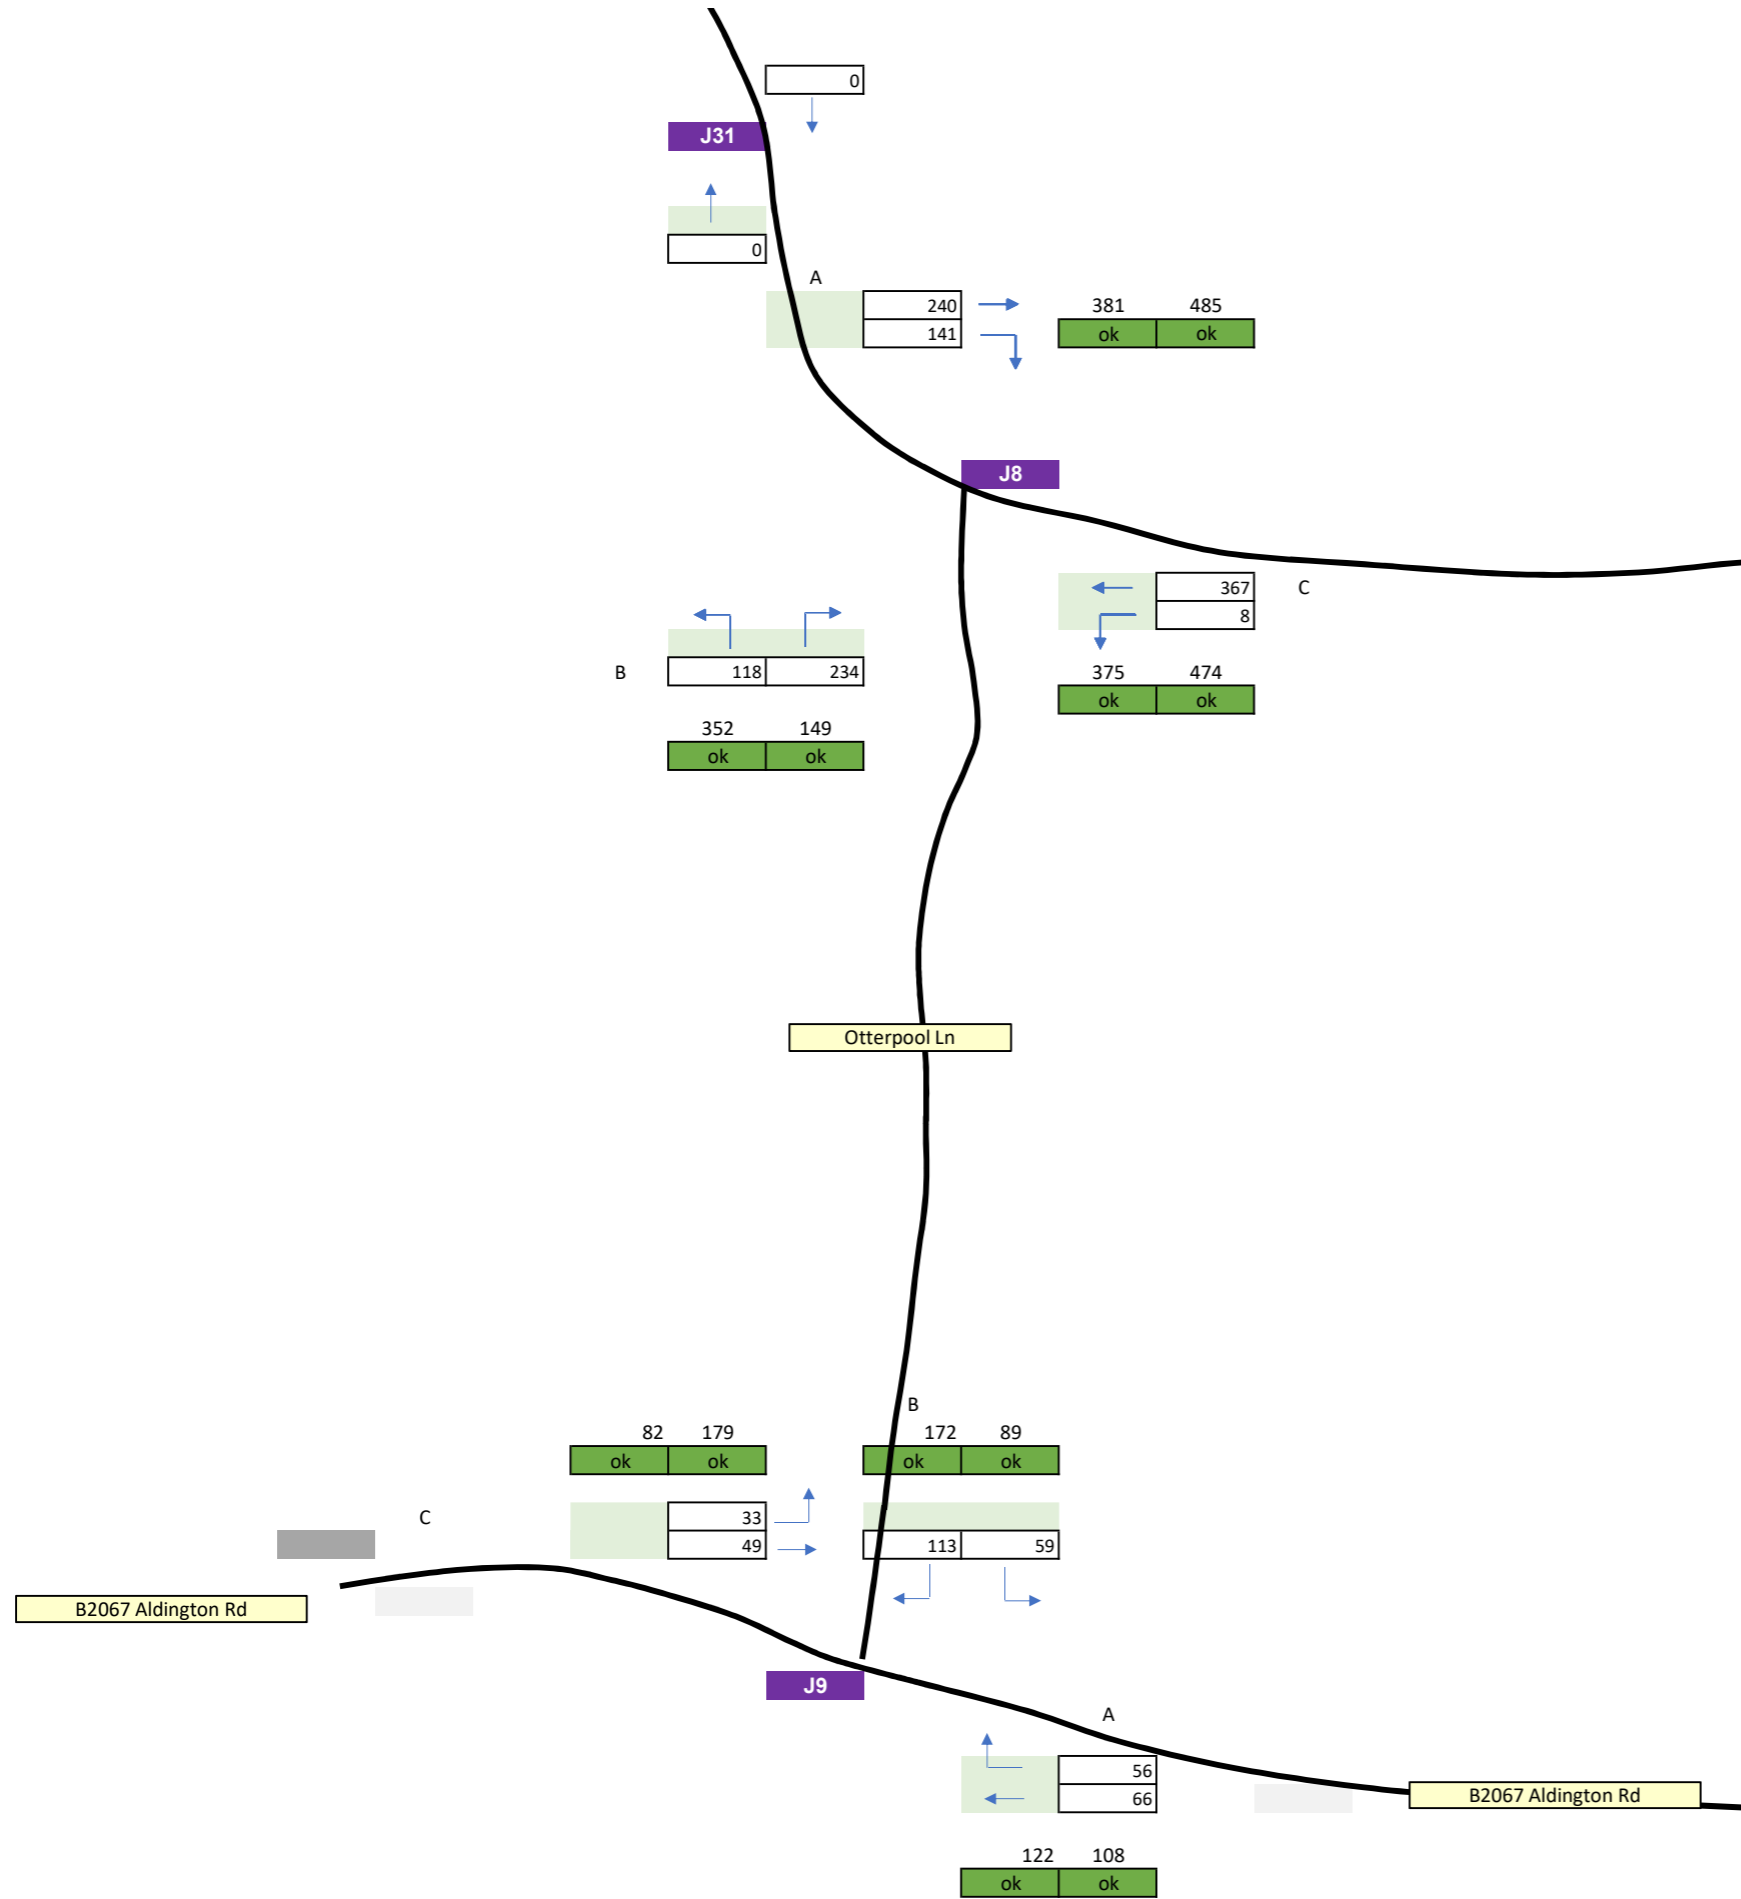 0
J31
0
A
240
381 485
141
ok ok
J8
367 C
8
B 118 234
375 474
ok ok
352 149
ok ok
Otterpool Ln
B
82 179 172 89
ok ok ok ok
C 33
49 113 59
B2067 Aldington Rd
J9
A
56
66
B2067 Aldington Rd
122 108
ok ok